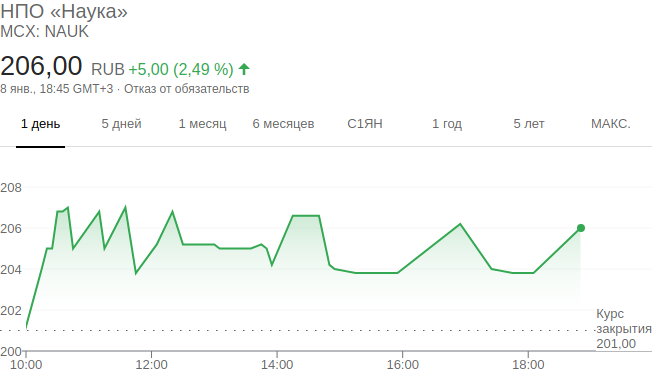 НПО «Наука»
MCX: NAUK
206,00 RUB +5,00 (2,49 %)
8 янв., 18:45 GMT+3 · Отказ от обязательств
1 день 5 дней 1 месяц 6 месяцев С1ЯН 1 год 5 лет МАКС.
208
206
204
202
200
Курс
закрытия
201,00
10:00 12:00 14:00 16:00 18:00